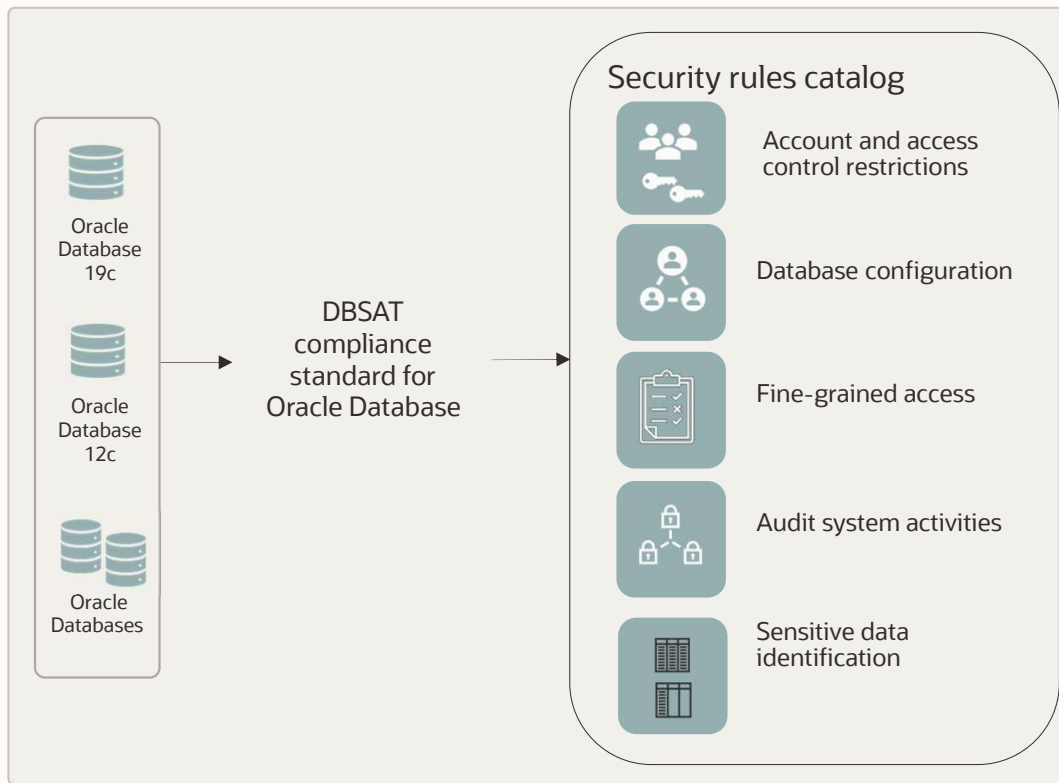 Oracle
Database
19c
Oracle
Database
12c
Oracle
Databases
DBSAT
compliance
standard for
Oracle Database
Security rules catalog
Account and access
control restrictions
Database configuration
Fine-grained access
Audit system activities
Sensitive data
identification